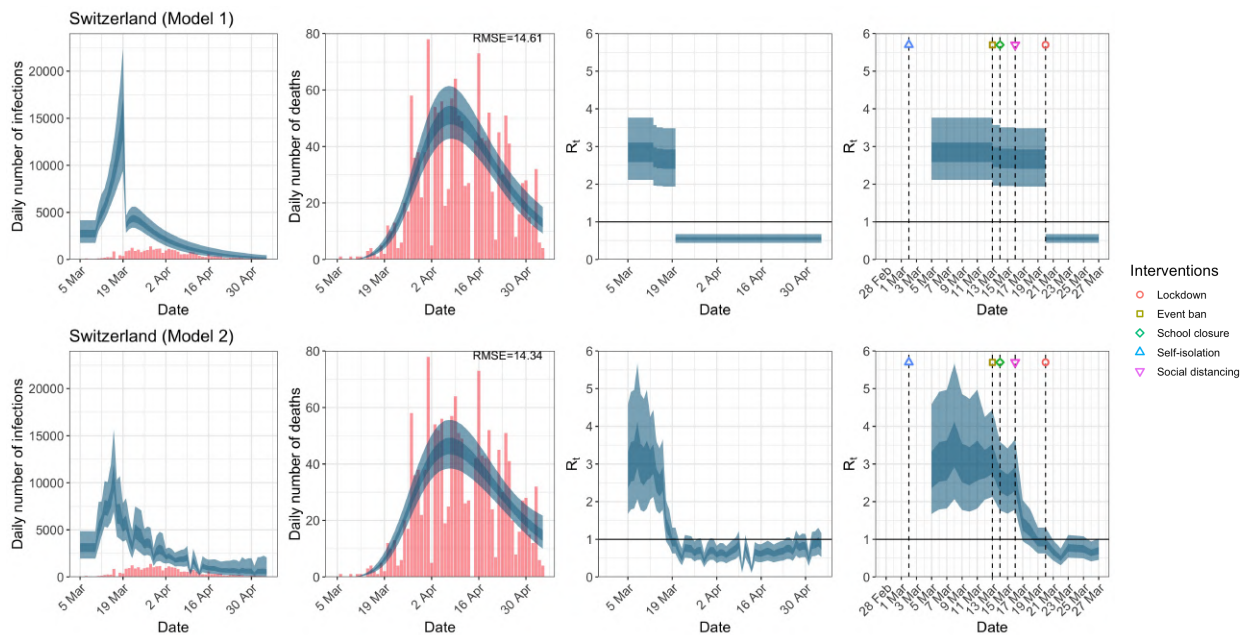 Switzerland (Model 1)
Daily number of infections
20000
15000
10000
5000
0
5 Mar
19 Mar
2 Apr
16 Apr
30 Apr
Date
Daily number of deaths
80
60
40
20
0
RMSE=14.61
5 Mar
19 Mar
2 Apr
16 Apr
30 Apr
Date
Rt
6
5
4
3
2
1
0
5 Mar
19 Mar
2 Apr
16 Apr
30 Apr
Date
Rt
6
5
4
3
2
1
0
28 Feb
1 Mar
3 Mar
5 Mar
7 Mar
9 Mar
11 Mar
13 Mar
15 Mar
17 Mar
19 Mar
21 Mar
23 Mar
25 Mar
27 Mar
Date
Interventions
Lockdown
Event ban
School closure
Self-isolation
Social distancing
Switzerland (Model 2)
Daily number of infections
20000
15000
10000
5000
0
5 Mar
19 Mar
2 Apr
16 Apr
30 Apr
Date
Daily number of deaths
80
60
40
20
0
RMSE=14.34
5 Mar
19 Mar
2 Apr
16 Apr
30 Apr
Date
Rt
6
5
4
3
2
1
0
5 Mar
19 Mar
2 Apr
16 Apr
30 Apr
Date
Rt
6
5
4
3
2
1
0
28 Feb
1 Mar
3 Mar
5 Mar
7 Mar
9 Mar
11 Mar
13 Mar
15 Mar
17 Mar
19 Mar
21 Mar
23 Mar
25 Mar
27 Mar
Date